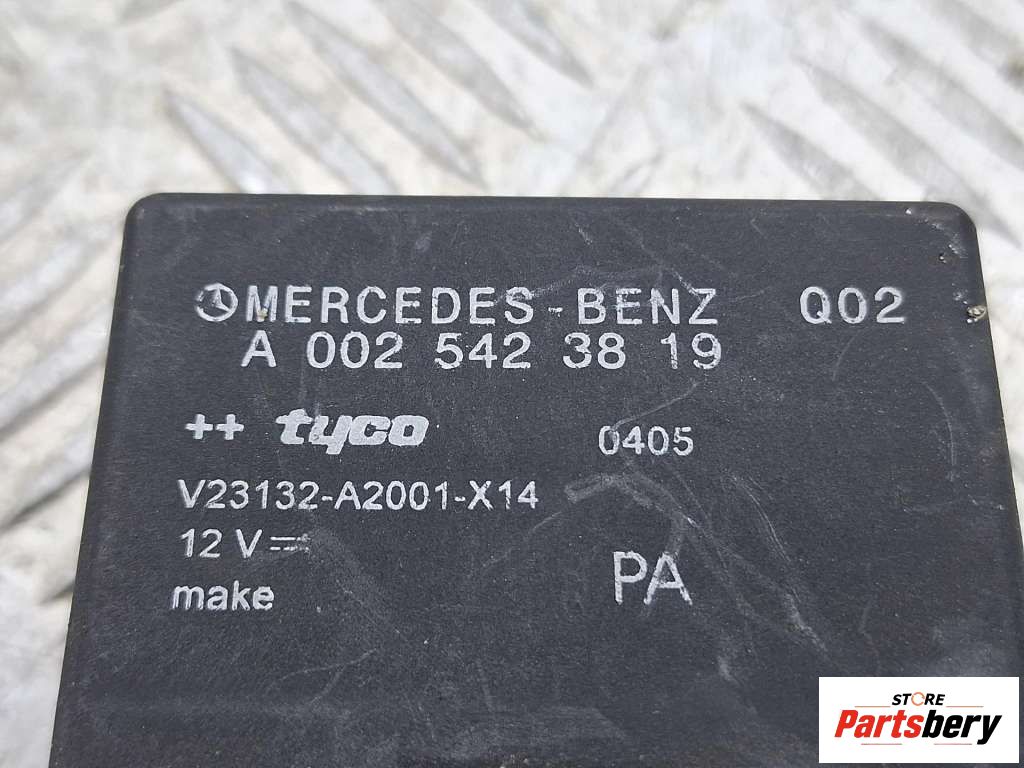 MERCEDES-BENZ Q02
A 002 542 38 19
++ tyco 0405
V23132-A2001-X14
12 V
make
PA
STORE
Partsbery